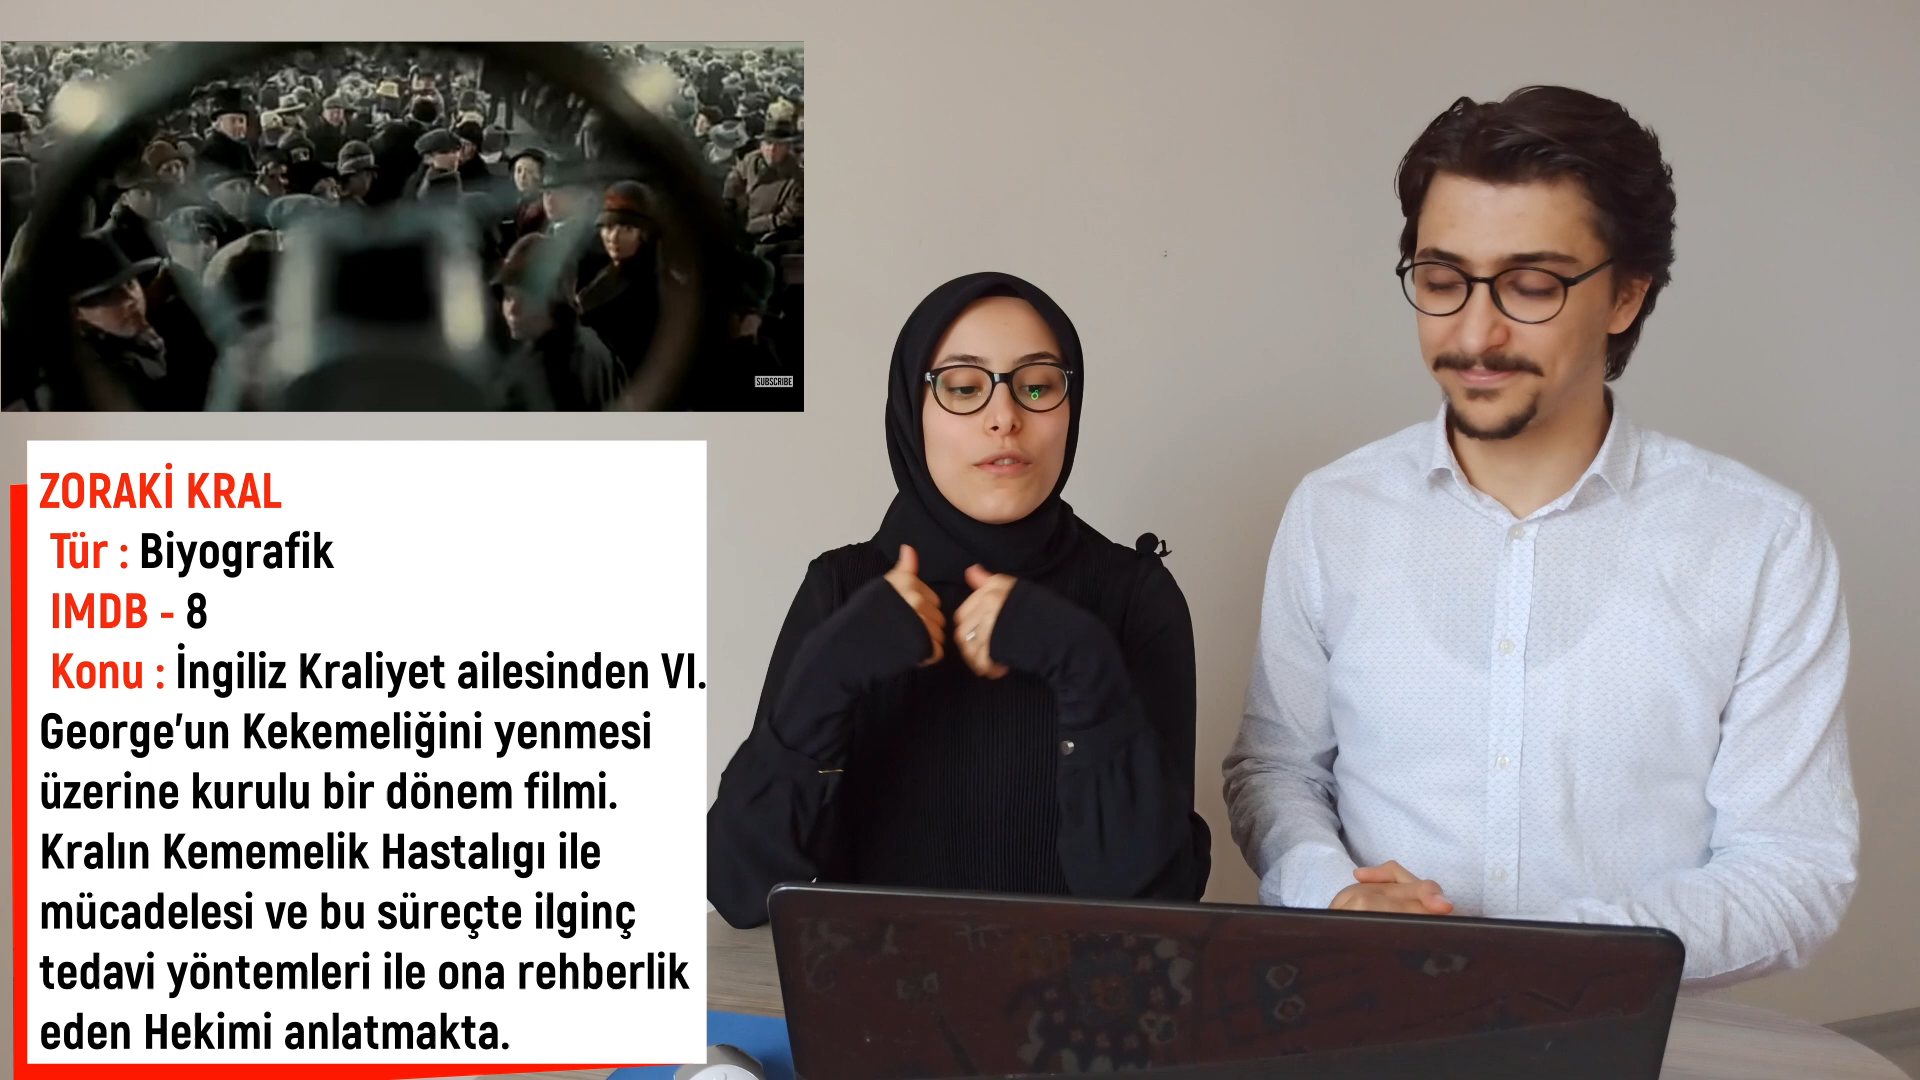 SUBSCRIBE
ZORAKİ KRAL
Tür : Biyografik
IMDB - 8
Konu : İngiliz Kraliyet ailesinden VI.
George'un Kekemeliğini yenmesi
üzerine kurulu bir dönem filmi.
Kralın Kememelik Hastalıgı ile
mücadelesi ve bu süreçte ilginç
tedavi yöntemleri ile ona rehberlik
eden Hekimi anlatmakta.